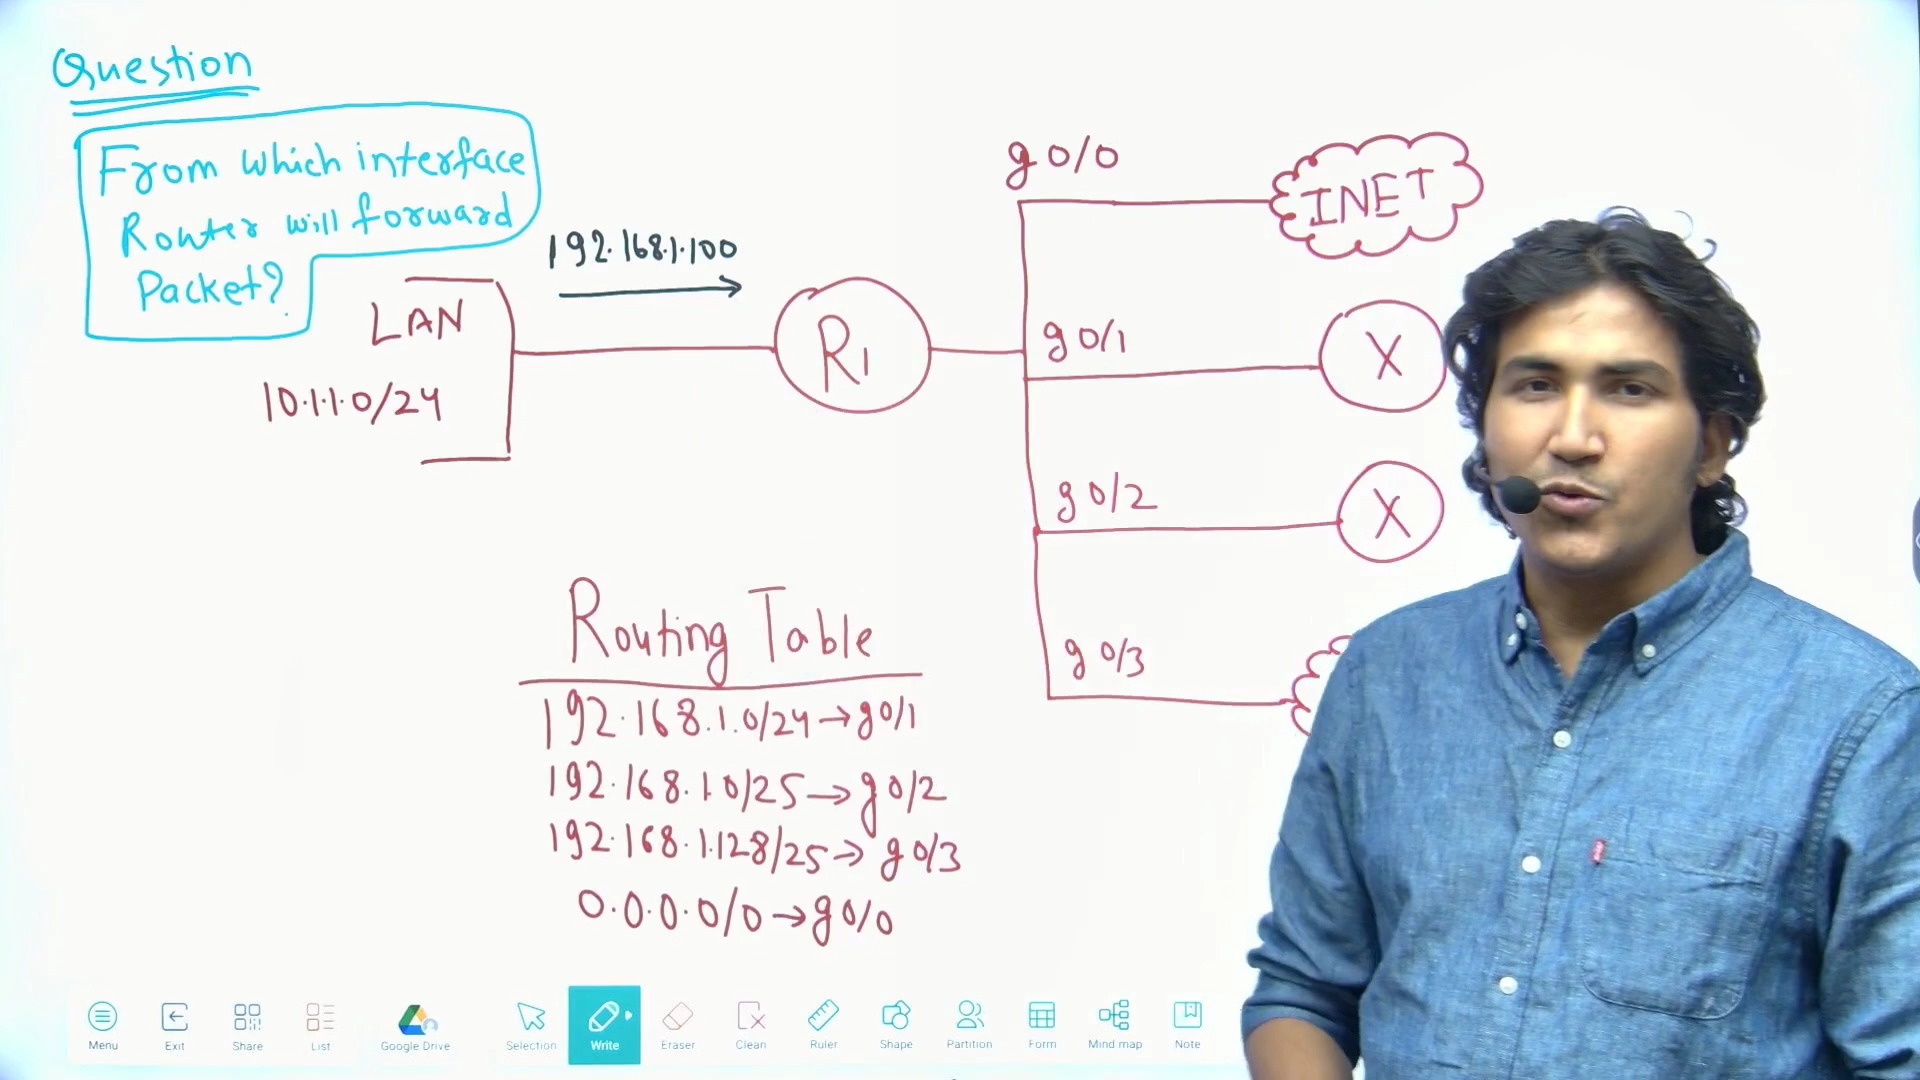 Question
From which interface
Router will forward
Packet?
192.168.1.100
LAN
10.1.1.0/24
R1
g0/0
INET
g0/1
X
g0/2
X
g0/3
Routing Table
192.168.1.0/24→g0/1
192.168.1.0/25→g0/2
192.168.1.128/25→g0/3
0.0.0.0/0→g0/0
Menu
Exit
Share
List
Google Drive
Selection
Write
Eraser
Clean
Ruler
Shape
Partition
Form
Mind map
Note